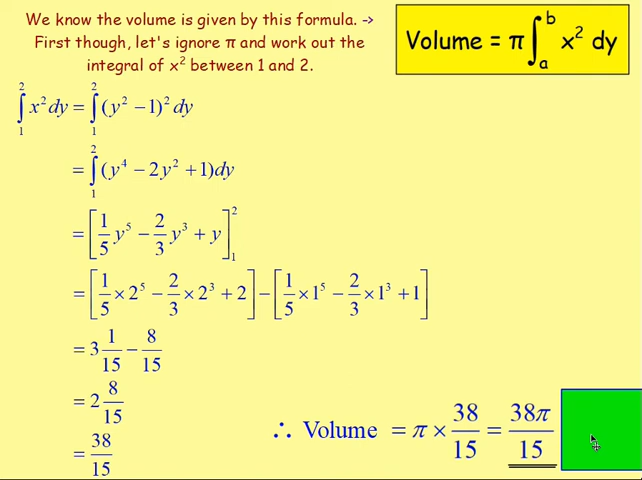 We know the volume is given by this formula. ->
First though, let's ignore π and work out the
integral of x² between 1 and 2.
Volume = π∫ₐᵇ x² dy
∫₁² x²dy = ∫₁² (y² − 1)² dy
= ∫₁² (y⁴ − 2y² + 1)dy
= [1/5 y⁵ − 2/3 y³ + y]₁²
= [1/5 × 2⁵ − 2/3 × 2³ + 2] − [1/5 × 1⁵ − 2/3 × 1³ + 1]
= 3 1/15 − 8/15
= 2 8/15
= 38/15
∴ Volume = π × 38/15 = 38π/15